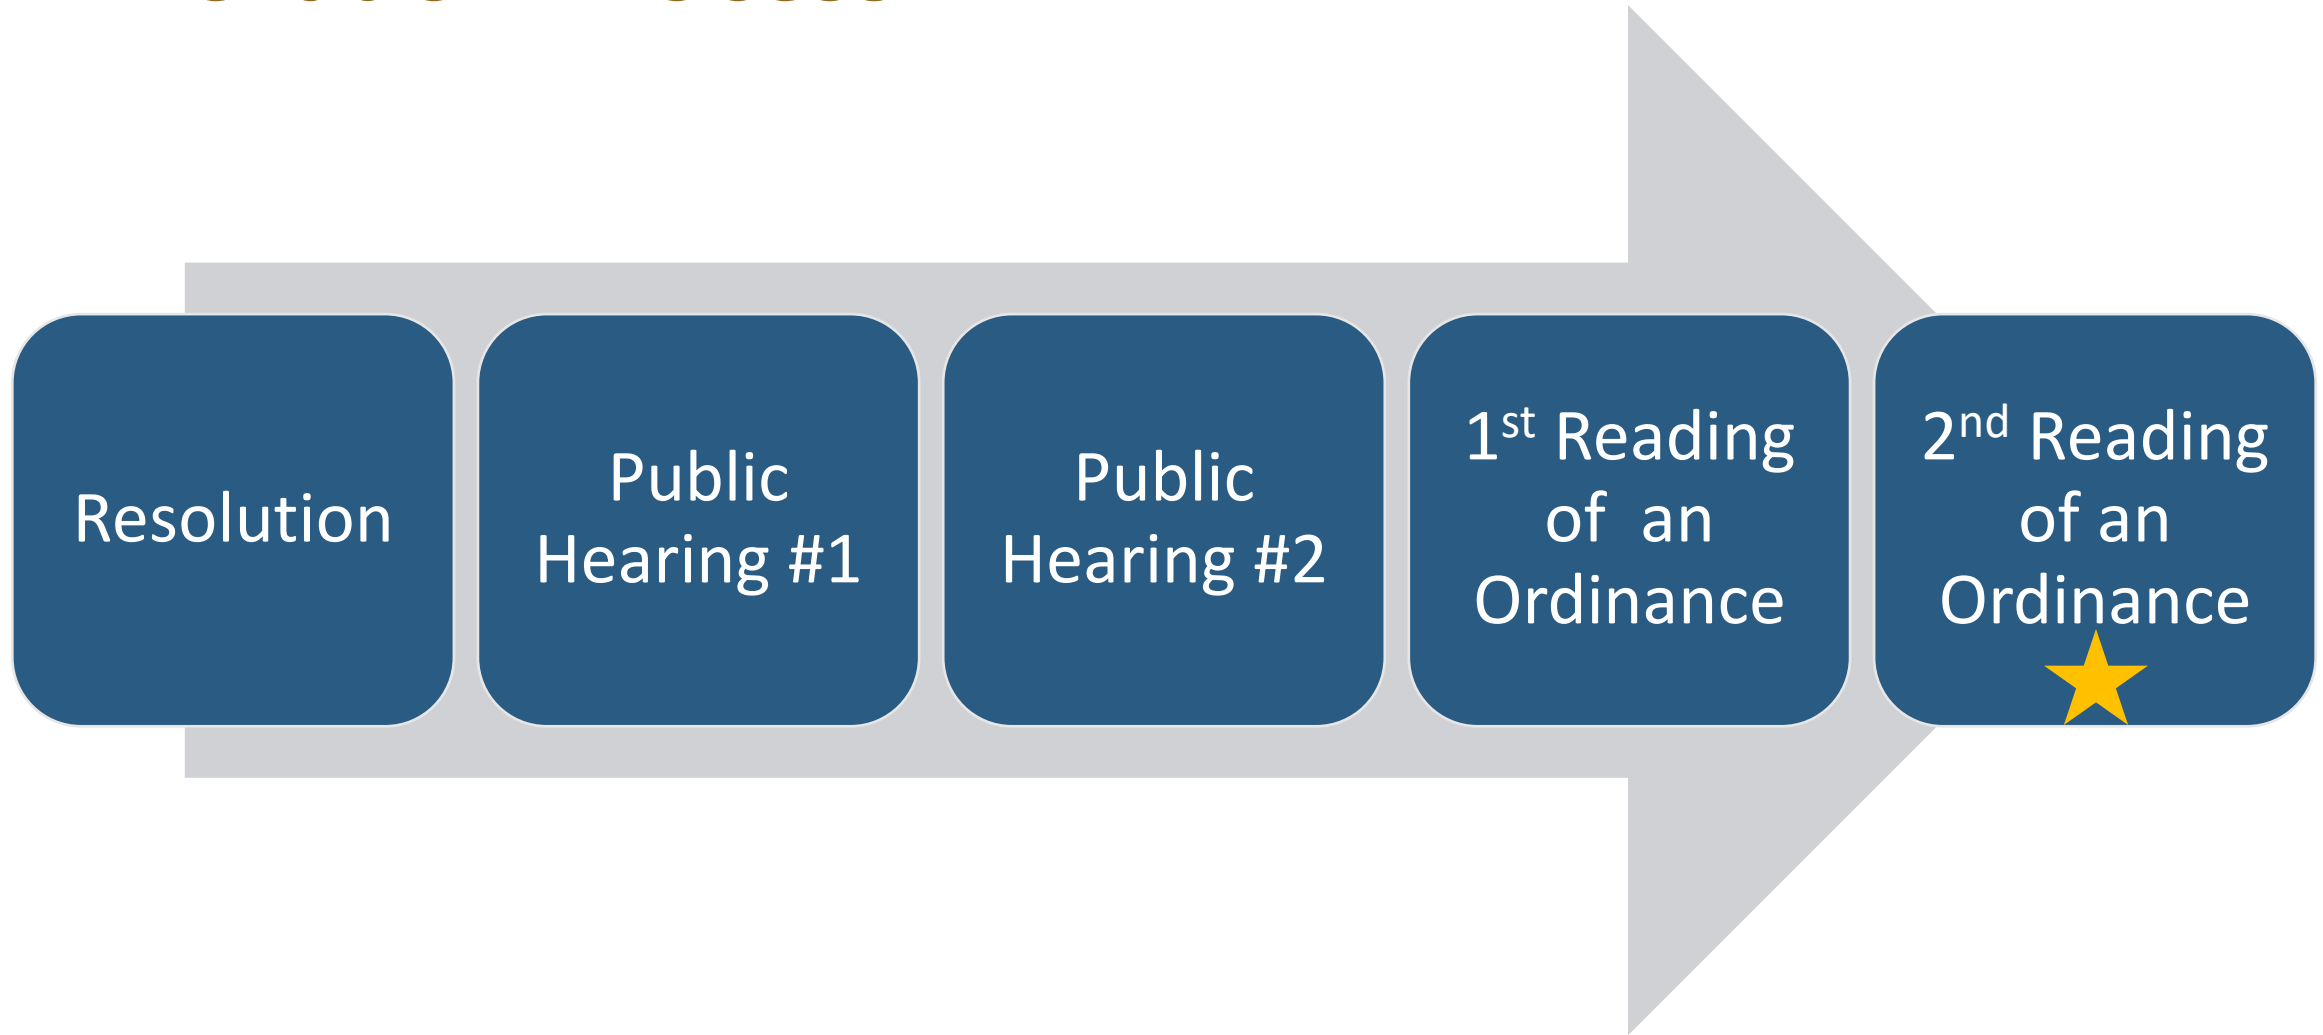 Resolution
Public
Hearing #1
Public
Hearing #2
1st Reading
of  an
Ordinance
2nd Reading
of an
Ordinance